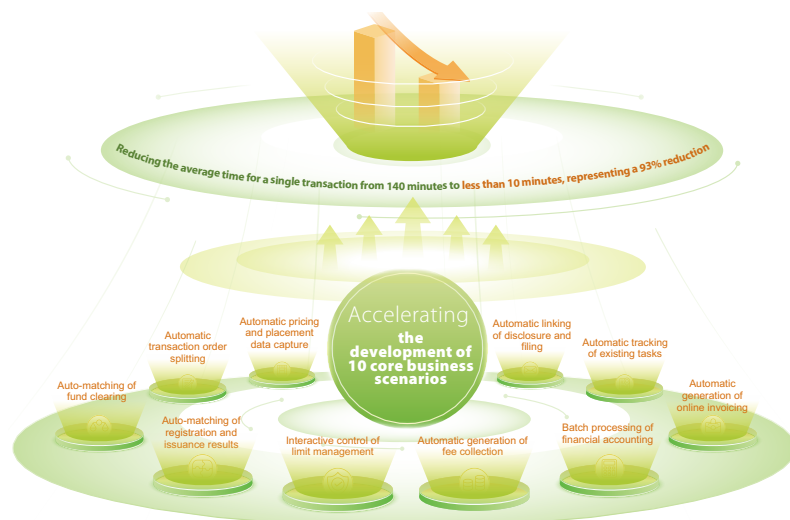 Reducing the average time for a single transaction from 140 minutes to less than 10 minutes, representing a 93% reduction
Accelerating
the
development of
10 core business
scenarios
Automatic pricing
and placement
data capture
Automatic linking
of disclosure and
filing
Automatic
transaction order
splitting
Automatic tracking
of existing tasks
Auto-matching of
fund clearing
Automatic
generation of
online invoicing
Auto-matching of
registration and
issuance results
Interactive control of
limit management
Automatic generation of
fee collection
Batch processing of
financial accounting